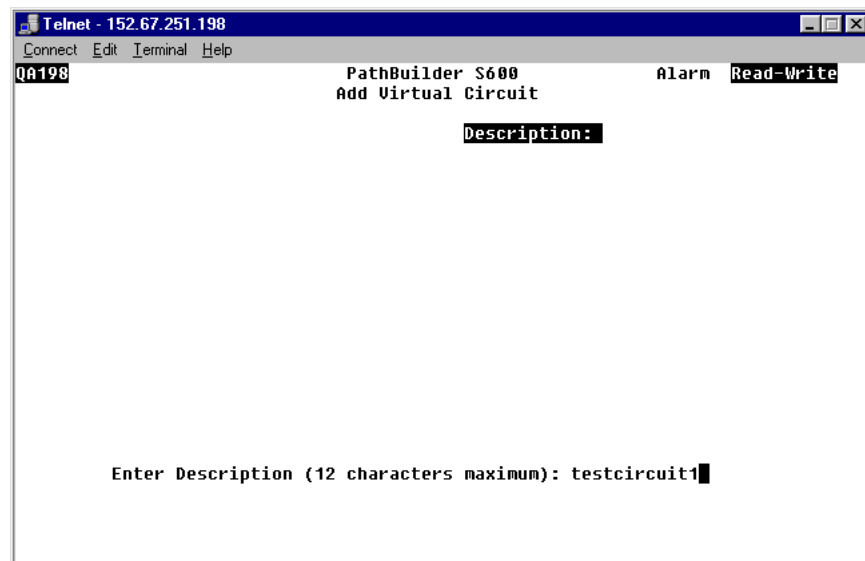 Telnet - 152.67.251.198
Connect Edit Terminal Help
QA198 PathBuilder S600 Alarm Read-Write
Add Virtual Circuit
Description:
Enter Description (12 characters maximum): testcircuit1